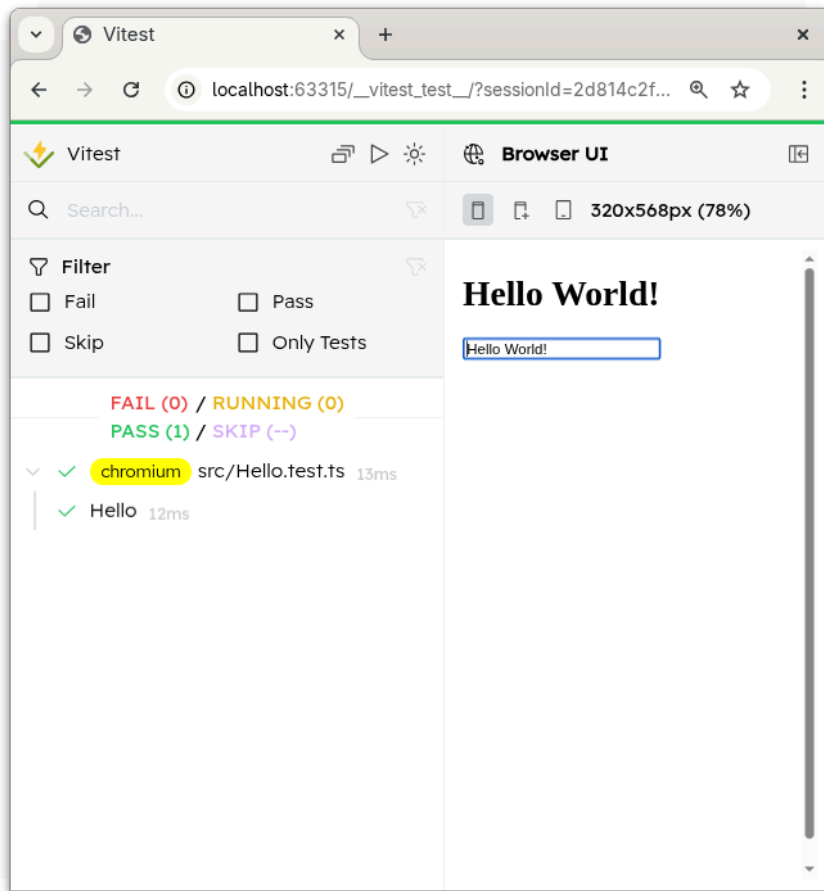 Vitest
localhost:63315/__vitest_test__/?sessionId=2d814c2f...
Vitest
Search...
Filter
Fail
Pass
Skip
Only Tests
FAIL (0) / RUNNING (0)
PASS (1) / SKIP (--)
chromium src/Hello.test.ts 13ms
Hello 12ms
Browser UI
320x568px (78%)
Hello World!
Hello World!